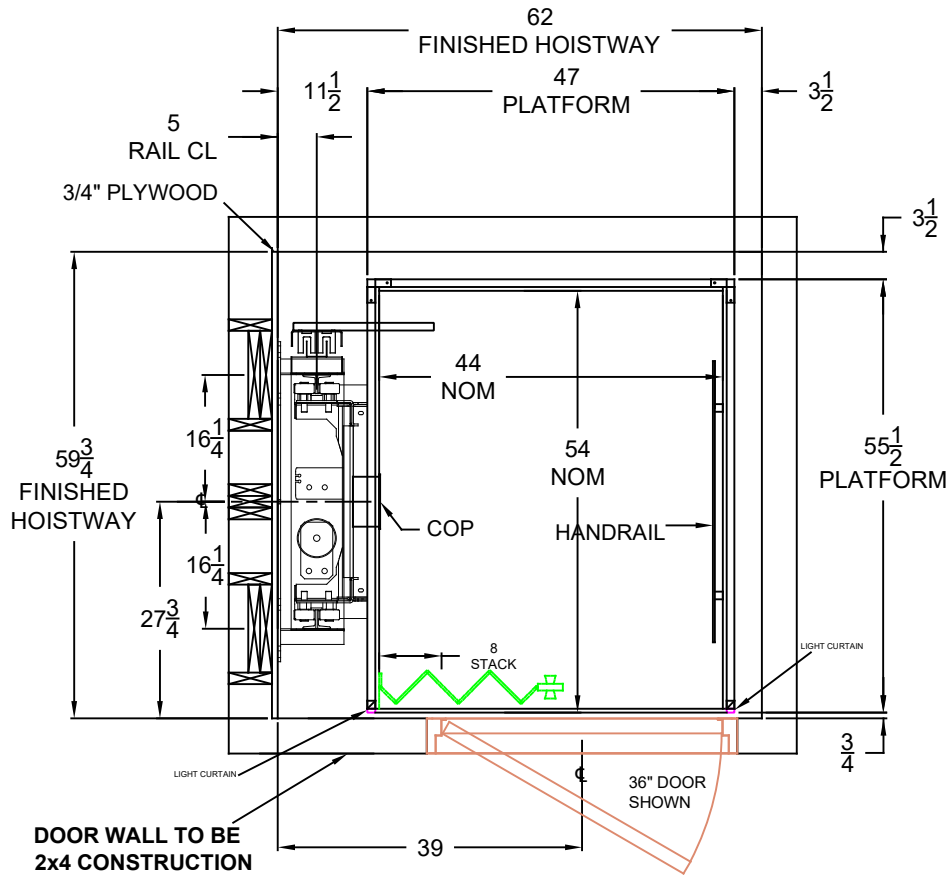 62
FINISHED HOISTWAY
11 1/2
47
PLATFORM
3 1/2
5
RAIL CL
3/4" PLYWOOD
3 1/2
44
NOM
16 1/4
59 3/4
FINISHED
HOISTWAY
54
NOM
55 1/2
PLATFORM
℄
COP
HANDRAIL
16 1/4
27 3/4
8
STACK
LIGHT CURTAIN
LIGHT CURTAIN
℄
3/4
36" DOOR
SHOWN
DOOR WALL TO BE
2x4 CONSTRUCTION
39